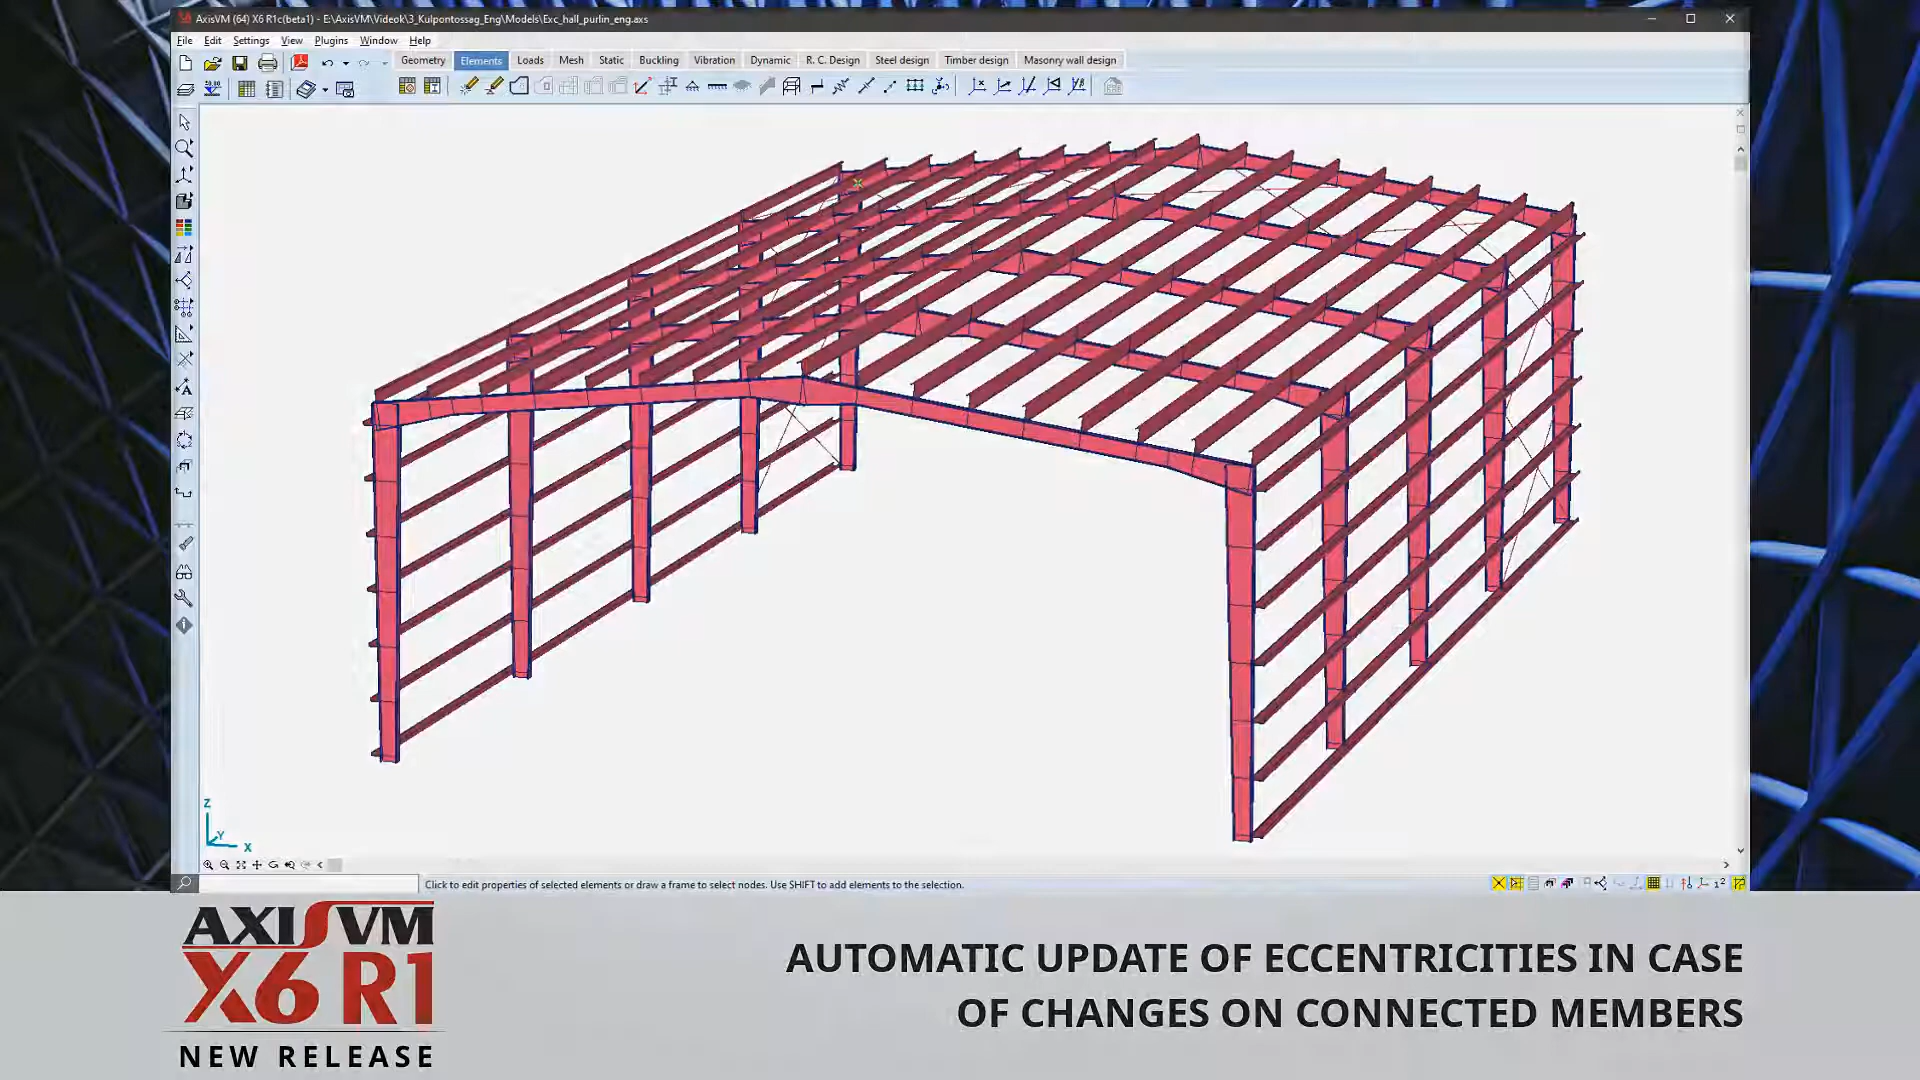 AxisVM (64) X6 R1c(beta1) - E:\AxisVM\Videok\3_Kulpontossag_Eng\Models\Exc_hall_purlin_eng.axs
File Edit Settings View Plugins Window Help
Geometry Elements Loads Mesh Static Buckling Vibration Dynamic R. C. Design Steel design Timber design Masonry wall design
Z
Y
X
Click to edit properties of selected elements or draw a frame to select nodes. Use SHIFT to add elements to the selection.
AXISVM
X6 R1
NEW RELEASE
AUTOMATIC UPDATE OF ECCENTRICITIES IN CASE
OF CHANGES ON CONNECTED MEMBERS